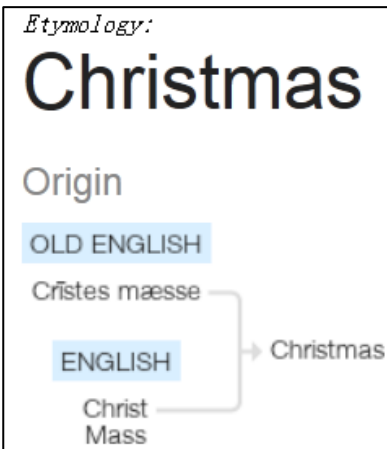 Etymology:
Christmas
Origin
OLD ENGLISH
Crīstes mæsse
Christmas
ENGLISH
Christ
Mass